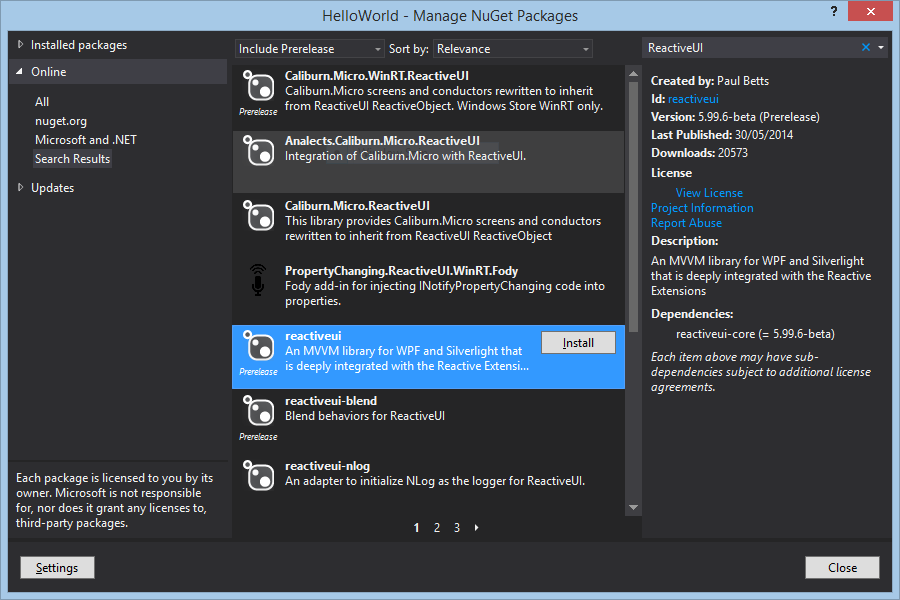 HelloWorld - Manage NuGet Packages
?
Installed packages
Online
All
nuget.org
Microsoft and .NET
Search Results
Updates
Each package is licensed to you by its
owner. Microsoft is not responsible
for, nor does it grant any licenses to,
third-party packages.
Settings
Include Prerelease
Sort by:
Relevance
Caliburn.Micro.WinRT.ReactiveUI
Caliburn.Micro screens and conductors rewritten to inherit
from ReactiveUI ReactiveObject. Windows Store WinRT only.
Prerelease
Analects.Caliburn.Micro.ReactiveUI
Integration of Caliburn.Micro with ReactiveUI.
Caliburn.Micro.ReactiveUI
This library provides Caliburn.Micro screens and conductors
rewritten to inherit from ReactiveUI ReactiveObject
PropertyChanging.ReactiveUI.WinRT.Fody
Fody add-in for injecting INotifyPropertyChanging code into
properties.
reactiveui
An MVVM library for WPF and Silverlight that
is deeply integrated with the Reactive Extensi...
Prerelease
Install
reactiveui-blend
Blend behaviors for ReactiveUI
Prerelease
reactiveui-nlog
An adapter to initialize NLog as the logger for ReactiveUI.
1 2 3
ReactiveUI
Created by: Paul Betts
Id: reactiveui
Version: 5.99.6-beta (Prerelease)
Last Published: 30/05/2014
Downloads: 20573
License
View License
Project Information
Report Abuse
Description:
An MVVM library for WPF and Silverlight
that is deeply integrated with the Reactive
Extensions
Dependencies:
reactiveui-core (= 5.99.6-beta)
Each item above may have sub-
dependencies subject to additional license
agreements.
Close